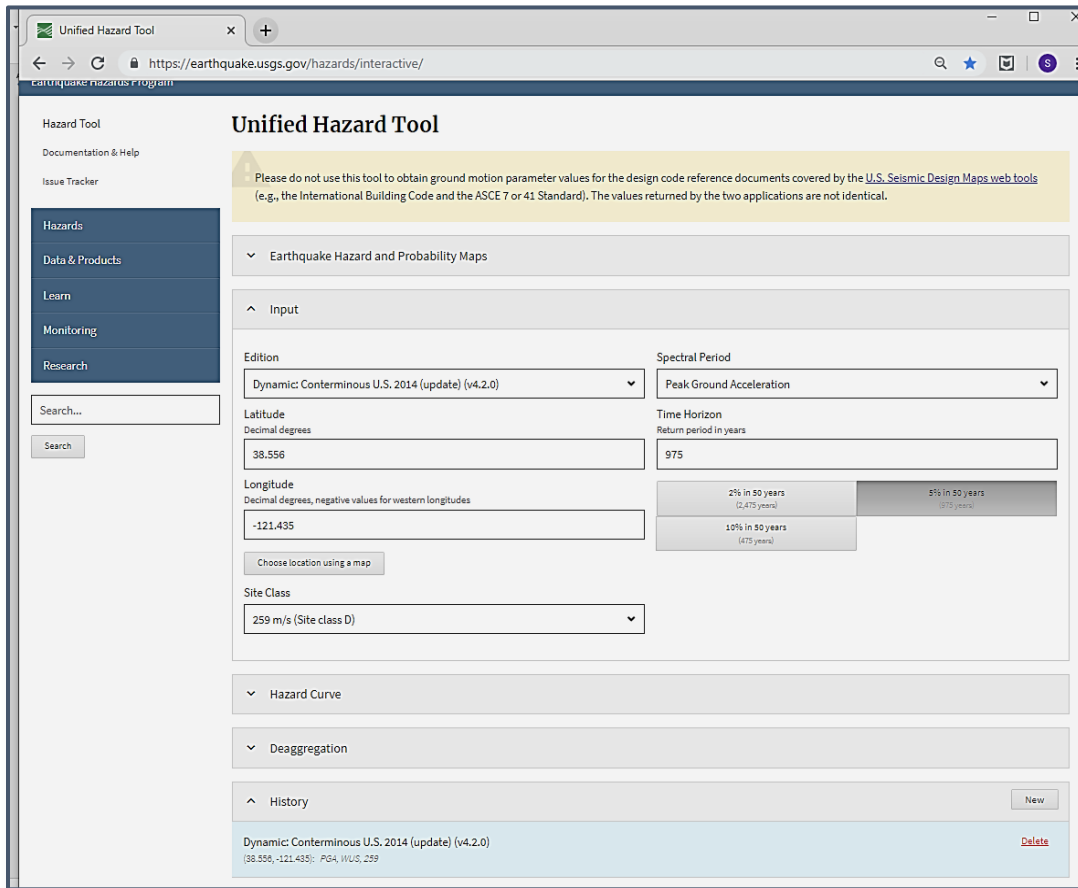 Unified Hazard Tool
https://earthquake.usgs.gov/hazards/interactive/
S
Earthquake Hazards Program
Hazard Tool
Documentation & Help
Issue Tracker
Hazards
Data & Products
Learn
Monitoring
Research
Search...
Search
Unified Hazard Tool
Please do not use this tool to obtain ground motion parameter values for the design code reference documents covered by the U.S. Seismic Design Maps web tools
(e.g., the International Building Code and the ASCE 7 or 41 Standard). The values returned by the two applications are not identical.
Earthquake Hazard and Probability Maps
Input
Edition
Dynamic: Conterminous U.S. 2014 (update) (v4.2.0)
Latitude
Decimal degrees
38.556
Longitude
Decimal degrees, negative values for western longitudes
-121.435
Choose location using a map
Site Class
259 m/s (Site class D)
Spectral Period
Peak Ground Acceleration
Time Horizon
Return period in years
975
2% in 50 years
(2,475 years)
5% in 50 years
(975 years)
10% in 50 years
(475 years)
Hazard Curve
Deaggregation
History
New
Dynamic: Conterminous U.S. 2014 (update) (v4.2.0)
Delete
(38.556, -121.435): PGA, WUS, 259